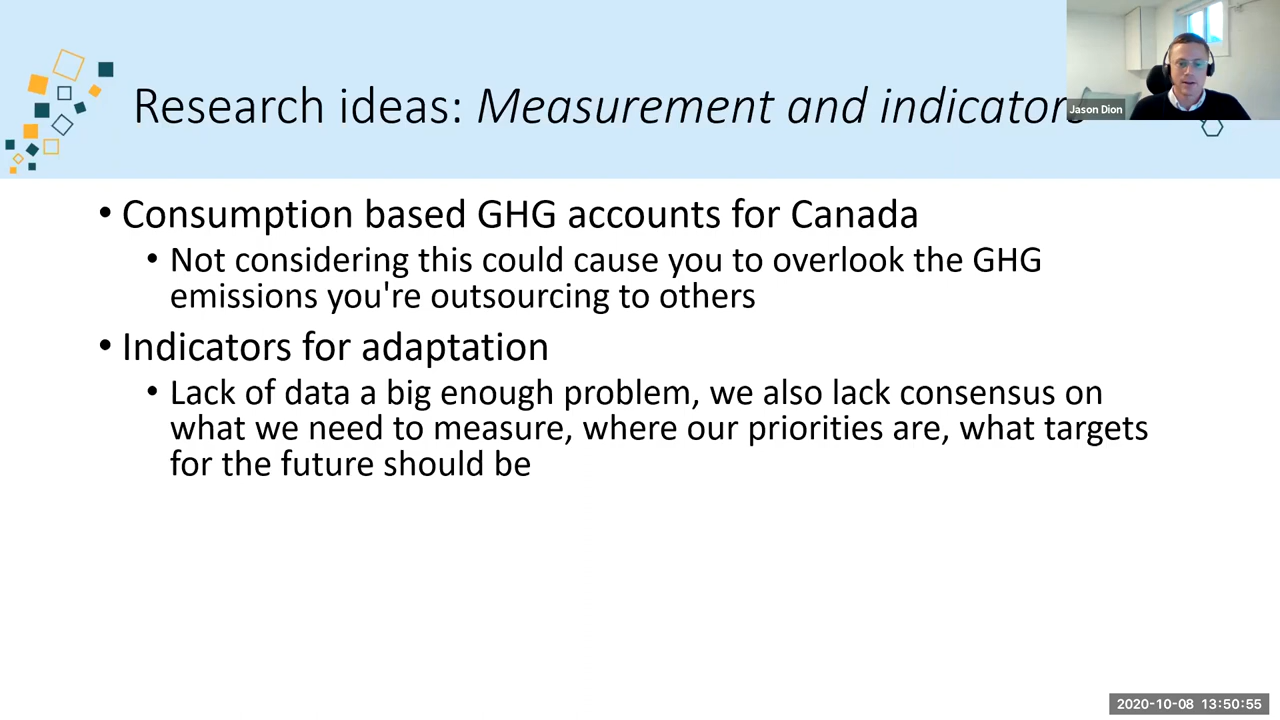 Research ideas: Measurement and indicators
Jason Dion
• Consumption based GHG accounts for Canada
• Not considering this could cause you to overlook the GHG
emissions you're outsourcing to others
• Indicators for adaptation
• Lack of data a big enough problem, we also lack consensus on
what we need to measure, where our priorities are, what targets
for the future should be
2020-10-08 13:50:55